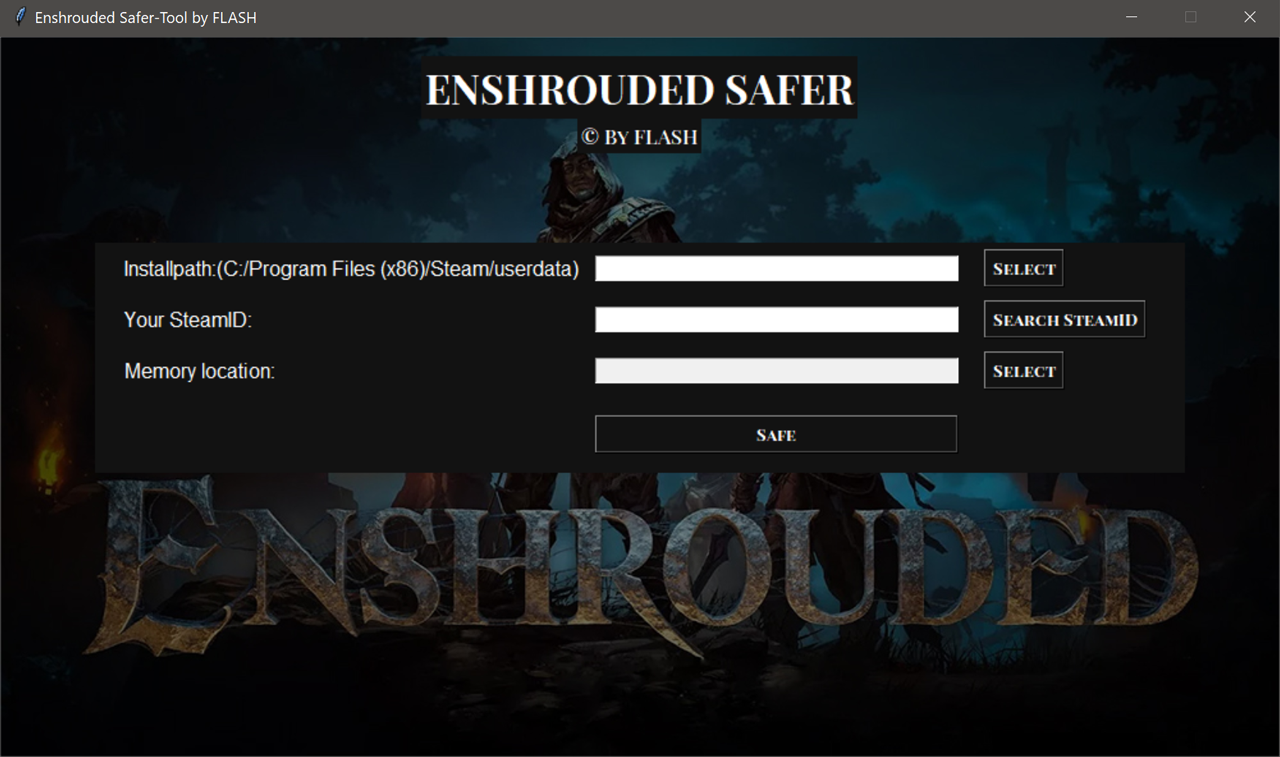 Enshrouded Safer-Tool by FLASH
ENSHROUDED SAFER
© BY FLASH
Installpath:(C:/Program Files (x86)/Steam/userdata) Select
Your SteamID: Search SteamID
Memory location: Select
Safe
ENSHROUDED